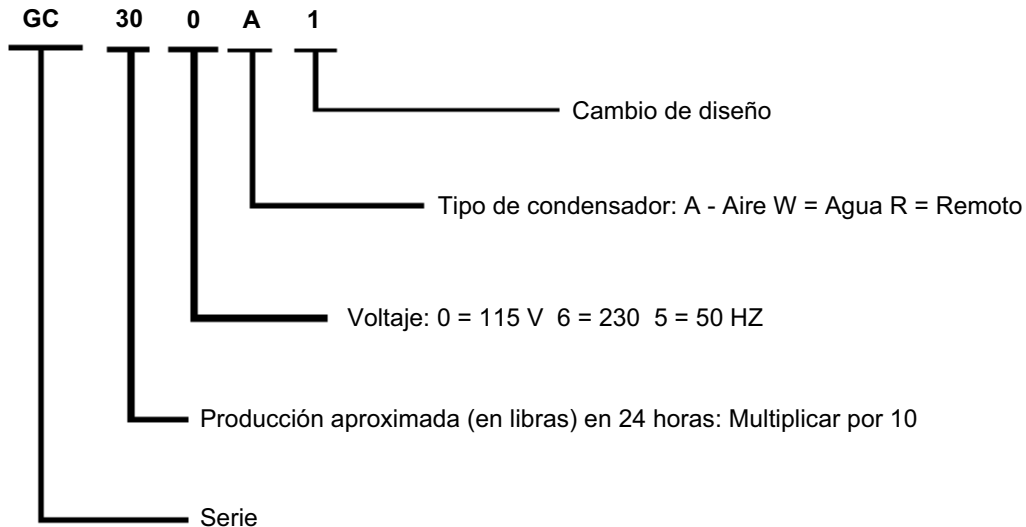 GC 30 0 A 1
Cambio de diseño
Tipo de condensador: A - Aire W = Agua R = Remoto
Voltaje: 0 = 115 V 6 = 230 5 = 50 HZ
Producción aproximada (en libras) en 24 horas: Multiplicar por 10
Serie